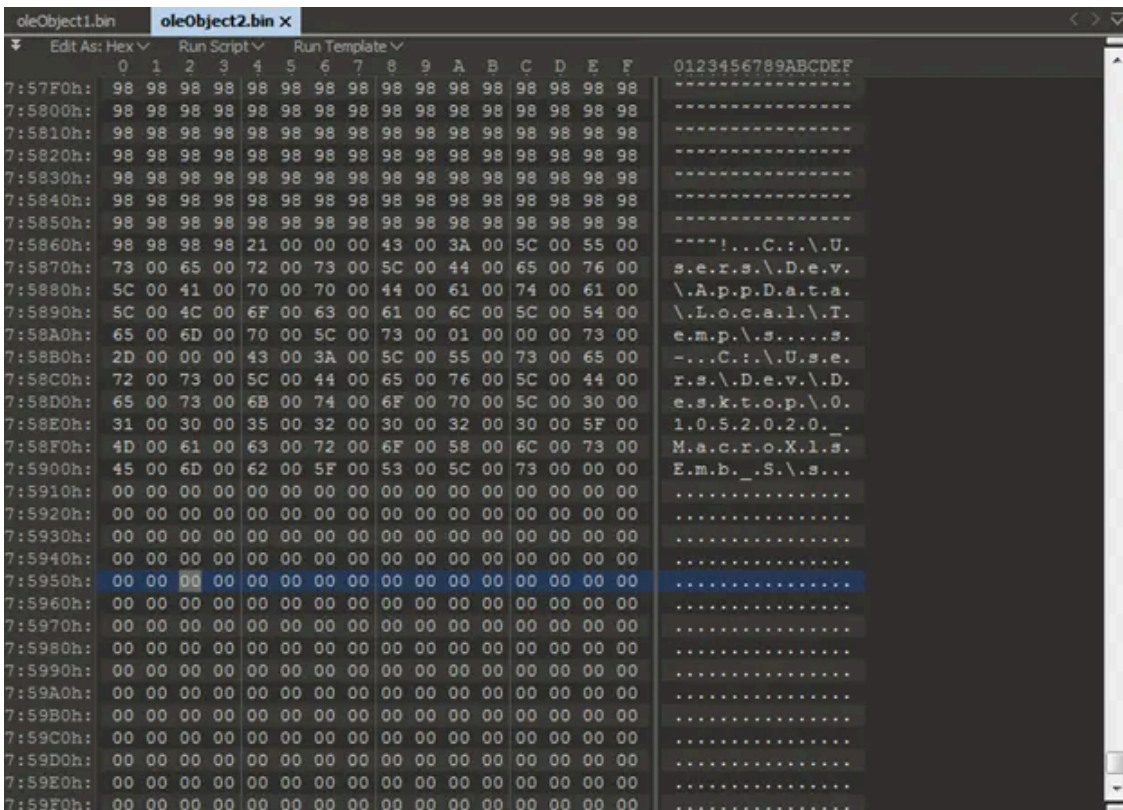 oleObject1.bin oleObject2.bin ×
Edit As: Hex Run Script Run Template
0 1 2 3 4 5 6 7 8 9 A B C D E F 0123456789ABCDEF
7:57F0h: 98 98 98 98 98 98 98 98 98 98 98 98 98 98 98 98 ˜˜˜˜˜˜˜˜˜˜˜˜˜˜˜˜
7:5800h: 98 98 98 98 98 98 98 98 98 98 98 98 98 98 98 98 ˜˜˜˜˜˜˜˜˜˜˜˜˜˜˜˜
7:5810h: 98 98 98 98 98 98 98 98 98 98 98 98 98 98 98 98 ˜˜˜˜˜˜˜˜˜˜˜˜˜˜˜˜
7:5820h: 98 98 98 98 98 98 98 98 98 98 98 98 98 98 98 98 ˜˜˜˜˜˜˜˜˜˜˜˜˜˜˜˜
7:5830h: 98 98 98 98 98 98 98 98 98 98 98 98 98 98 98 98 ˜˜˜˜˜˜˜˜˜˜˜˜˜˜˜˜
7:5840h: 98 98 98 98 98 98 98 98 98 98 98 98 98 98 98 98 ˜˜˜˜˜˜˜˜˜˜˜˜˜˜˜˜
7:5850h: 98 98 98 98 98 98 98 98 98 98 98 98 98 98 98 98 ˜˜˜˜˜˜˜˜˜˜˜˜˜˜˜˜
7:5860h: 98 98 98 98 21 00 00 00 43 00 3A 00 5C 00 55 00 ˜˜˜˜!...C.:.\.U.
7:5870h: 73 00 65 00 72 00 73 00 5C 00 44 00 65 00 76 00 s.e.r.s.\.D.e.v.
7:5880h: 5C 00 41 00 70 00 70 00 44 00 61 00 74 00 61 00 \.A.p.p.D.a.t.a.
7:5890h: 5C 00 4C 00 6F 00 63 00 61 00 6C 00 5C 00 54 00 \.L.o.c.a.l.\.T.
7:58A0h: 65 00 6D 00 70 00 5C 00 73 00 01 00 00 00 73 00 e.m.p.\.s.....s.
7:58B0h: 2D 00 00 00 43 00 3A 00 5C 00 55 00 73 00 65 00 -...C.:.\.U.s.e.
7:58C0h: 72 00 73 00 5C 00 44 00 65 00 76 00 5C 00 44 00 r.s.\.D.e.v.\.D.
7:58D0h: 65 00 73 00 6B 00 74 00 6F 00 70 00 5C 00 30 00 e.s.k.t.o.p.\.0.
7:58E0h: 31 00 30 00 35 00 32 00 30 00 32 00 30 00 5F 00 1.0.5.2.0.2.0._.
7:58F0h: 4D 00 61 00 63 00 72 00 6F 00 58 00 6C 00 73 00 M.a.c.r.o.X.l.s.
7:5900h: 45 00 6D 00 62 00 5F 00 53 00 5C 00 73 00 00 00 E.m.b._.S.\.s...
7:5910h: 00 00 00 00 00 00 00 00 00 00 00 00 00 00 00 00 ................
7:5920h: 00 00 00 00 00 00 00 00 00 00 00 00 00 00 00 00 ................
7:5930h: 00 00 00 00 00 00 00 00 00 00 00 00 00 00 00 00 ................
7:5940h: 00 00 00 00 00 00 00 00 00 00 00 00 00 00 00 00 ................
7:5950h: 00 00 00 00 00 00 00 00 00 00 00 00 00 00 00 00 ................
7:5960h: 00 00 00 00 00 00 00 00 00 00 00 00 00 00 00 00 ................
7:5970h: 00 00 00 00 00 00 00 00 00 00 00 00 00 00 00 00 ................
7:5980h: 00 00 00 00 00 00 00 00 00 00 00 00 00 00 00 00 ................
7:5990h: 00 00 00 00 00 00 00 00 00 00 00 00 00 00 00 00 ................
7:59A0h: 00 00 00 00 00 00 00 00 00 00 00 00 00 00 00 00 ................
7:59B0h: 00 00 00 00 00 00 00 00 00 00 00 00 00 00 00 00 ................
7:59C0h: 00 00 00 00 00 00 00 00 00 00 00 00 00 00 00 00 ................
7:59D0h: 00 00 00 00 00 00 00 00 00 00 00 00 00 00 00 00 ................
7:59E0h: 00 00 00 00 00 00 00 00 00 00 00 00 00 00 00 00 ................
7:59F0h: 00 00 00 00 00 00 00 00 00 00 00 00 00 00 00 00 ................